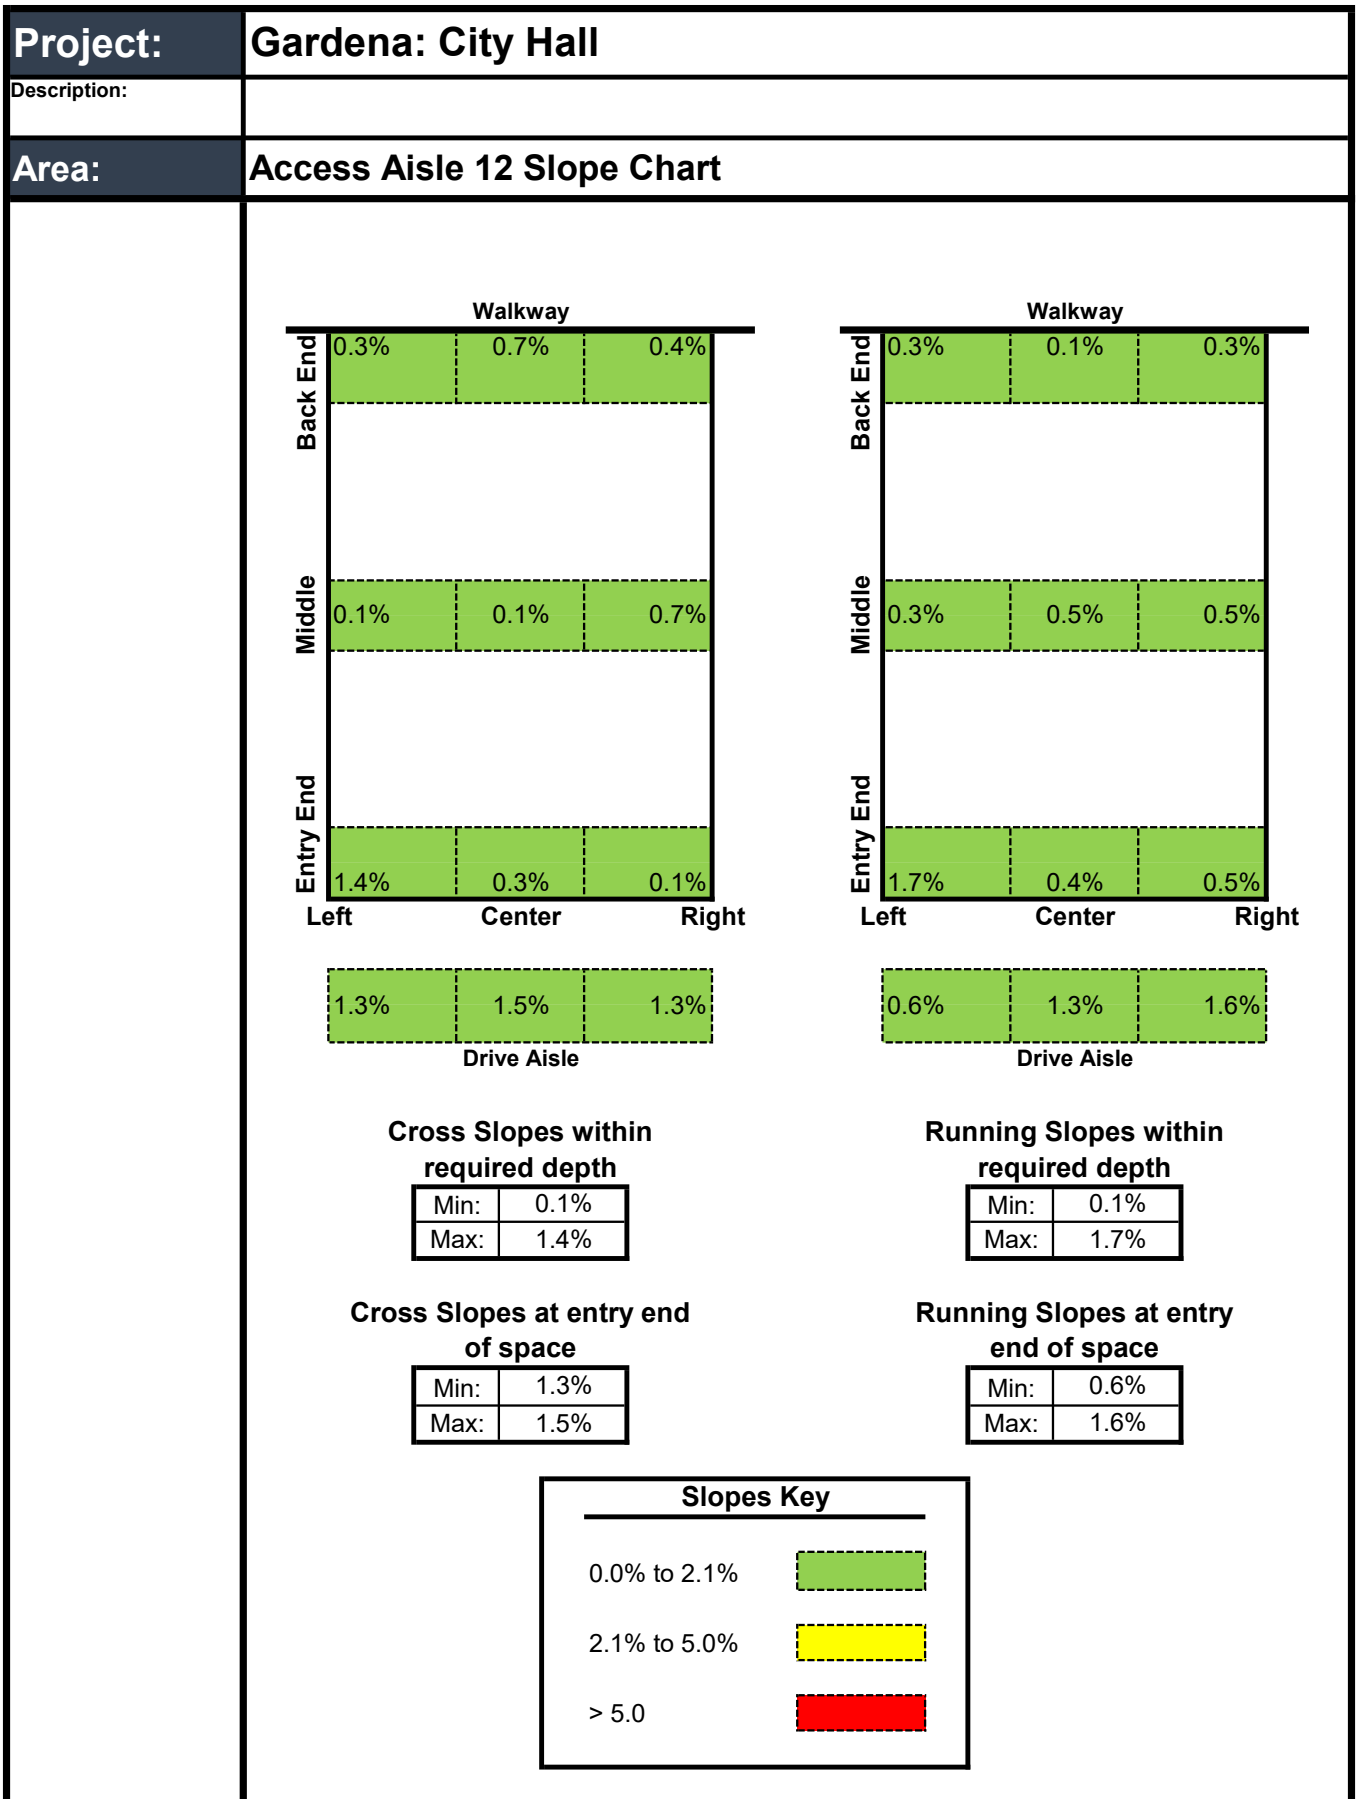 Project: Gardena: City Hall
Description:
Area: Access Aisle 12 Slope Chart
Walkway
Back End
0.3% 0.7% 0.4%
Middle
0.1% 0.1% 0.7%
Entry End
1.4% 0.3% 0.1%
Left Center Right
1.3% 1.5% 1.3%
Drive Aisle
Walkway
Back End
0.3% 0.1% 0.3%
Middle
0.3% 0.5% 0.5%
Entry End
1.7% 0.4% 0.5%
Left Center Right
0.6% 1.3% 1.6%
Drive Aisle
Cross Slopes within
required depth
Min: 0.1%
Max: 1.4%
Running Slopes within
required depth
Min: 0.1%
Max: 1.7%
Cross Slopes at entry end
of space
Min: 1.3%
Max: 1.5%
Running Slopes at entry
end of space
Min: 0.6%
Max: 1.6%
Slopes Key
0.0% to 2.1%
2.1% to 5.0%
> 5.0